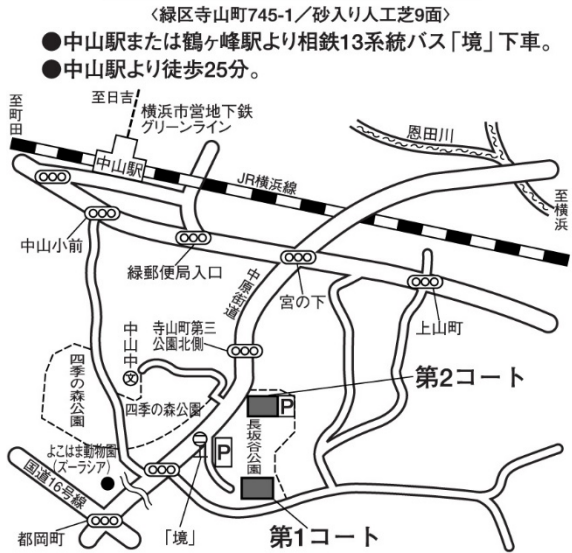 〈緑区寺山町745-1／砂入り人工芝9面〉
●中山駅または鶴ヶ峰駅より相鉄13系統バス「境」下車。
●中山駅より徒歩25分。
至日吉
至町田
横浜市営地下鉄
グリーンライン
恩田川
中山駅
JR横浜線
至横浜
中山小前
緑郵便局入口
中原街道
宮の下
上山町
中山中
寺山町第三
公園北側
文
四季の森公園
四季の森公園
第2コート
P
長坂谷公園
P
よこはま動物園
（ズーラシア）
国道16号線
都岡町
「境」
第1コート